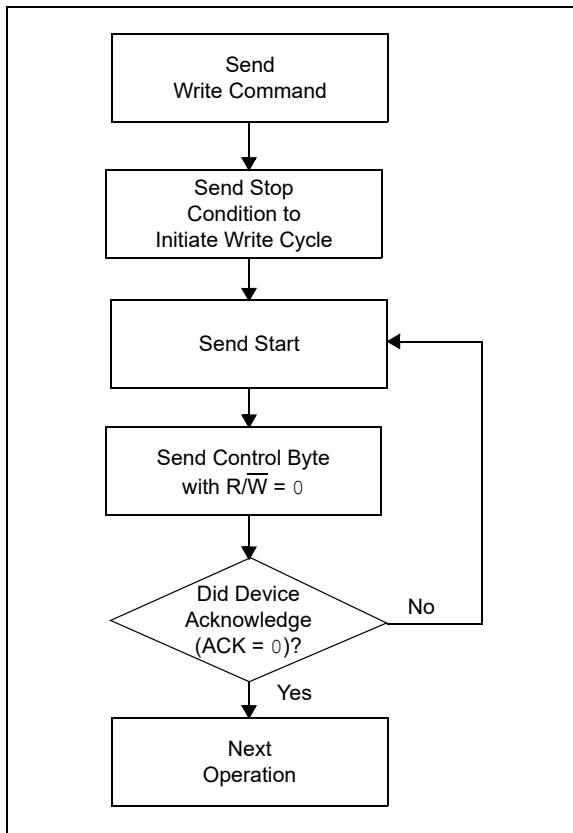 Send
Write Command
Send Stop
Condition to
Initiate Write Cycle
Send Start
Send Control Byte
with R/W̅ = 0
Did Device
Acknowledge
(ACK = 0)?
No
Yes
Next
Operation